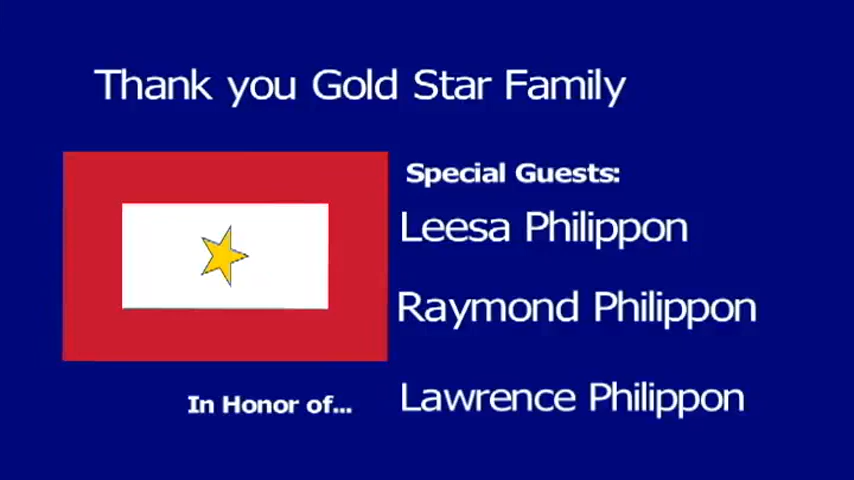 Thank you Gold Star Family
Special Guests:
Leesa Philippon
Raymond Philippon
In Honor of...
Lawrence Philippon